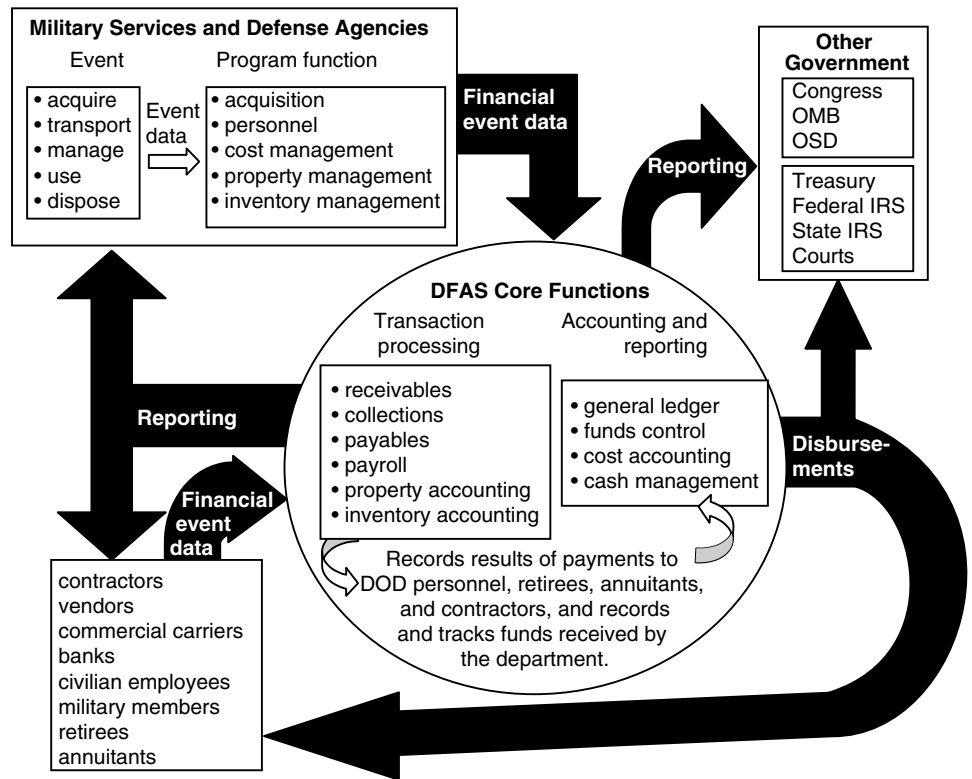 Military Services and Defense Agencies
Event
Program function
• acquire
• transport
• manage
• use
• dispose
Event
data
• acquisition
• personnel
• cost management
• property management
• inventory management
Financial
event data
Reporting
Other
Government
Congress
OMB
OSD
Treasury
Federal IRS
State IRS
Courts
DFAS Core Functions
Transaction
processing
• receivables
• collections
• payables
• payroll
• property accounting
• inventory accounting
Accounting and
reporting
• general ledger
• funds control
• cost accounting
• cash management
Records results of payments to
DOD personnel, retirees, annuitants,
and contractors, and records
and tracks funds received by
the department.
Reporting
Financial
event
data
Disburse-
ments
contractors
vendors
commercial carriers
banks
civilian employees
military members
retirees
annuitants